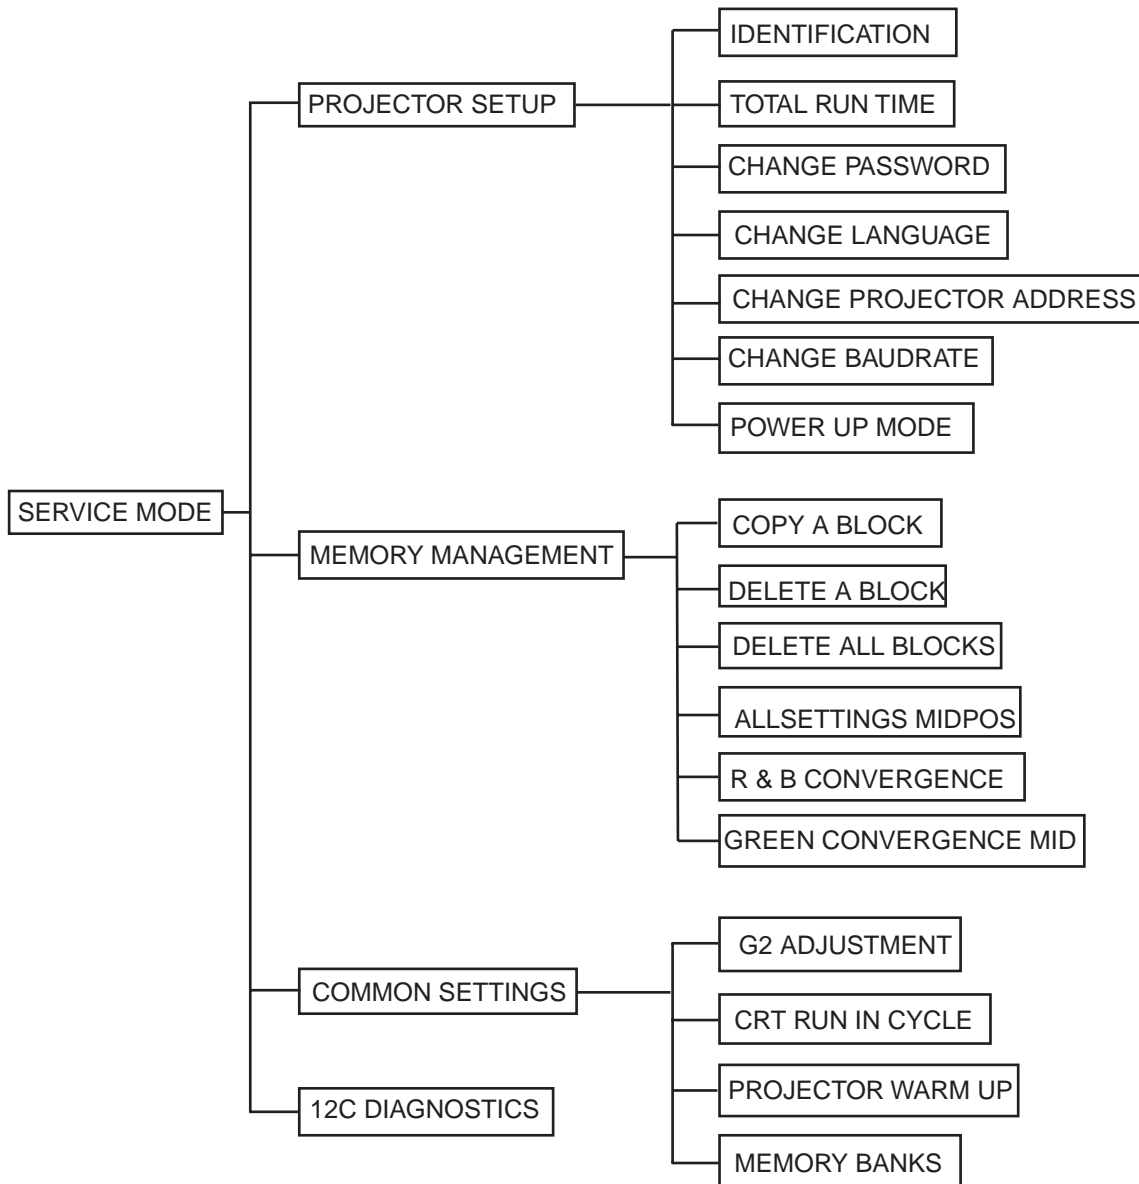 SERVICE MODE
PROJECTOR SETUP
IDENTIFICATION
TOTAL RUN TIME
CHANGE PASSWORD
CHANGE LANGUAGE
CHANGE PROJECTOR ADDRESS
CHANGE BAUDRATE
POWER UP MODE
MEMORY MANAGEMENT
COPY A BLOCK
DELETE A BLOCK
DELETE ALL BLOCKS
ALLSETTINGS MIDPOS
R & B CONVERGENCE
GREEN CONVERGENCE MID
COMMON SETTINGS
G2 ADJUSTMENT
CRT RUN IN CYCLE
PROJECTOR WARM UP
MEMORY BANKS
12C DIAGNOSTICS